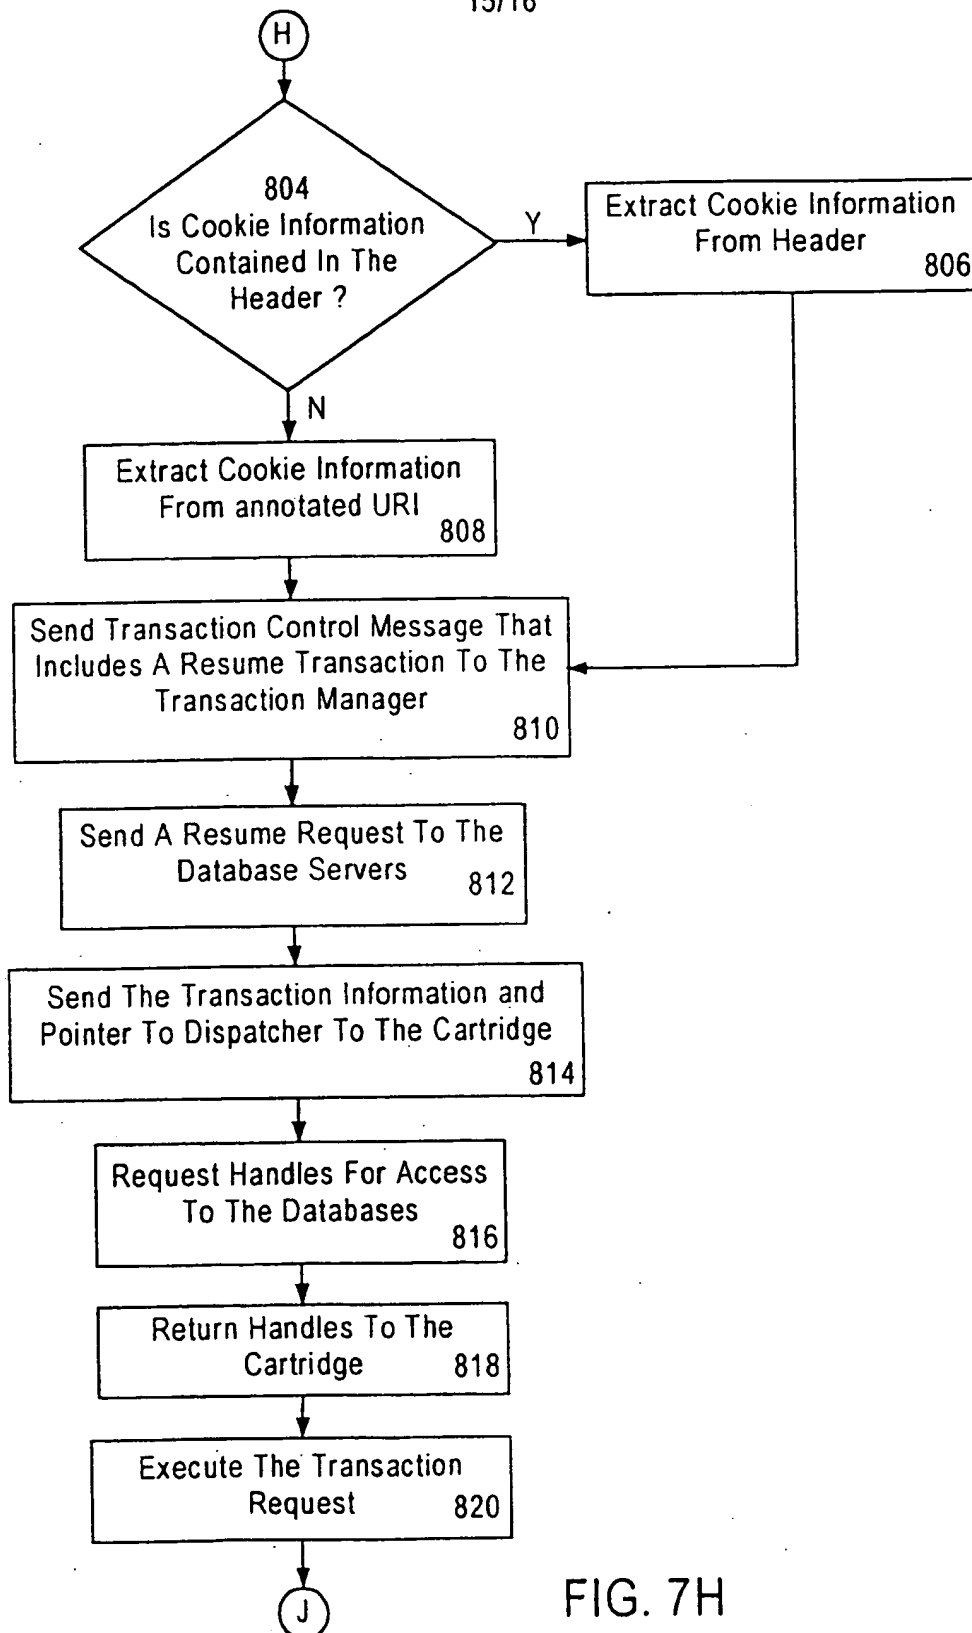 15/16
H
804
Is Cookie Information
Contained In The
Header ?
Y
Extract Cookie Information
From Header
806
N
Extract Cookie Information
From annotated URI
808
Send Transaction Control Message That
Includes A Resume Transaction To The
Transaction Manager
810
Send A Resume Request To The
Database Servers
812
Send The Transaction Information and
Pointer To Dispatcher To The Cartridge
814
Request Handles For Access
To The Databases
816
Return Handles To The
Cartridge
818
Execute The Transaction
Request
820
J
FIG. 7H